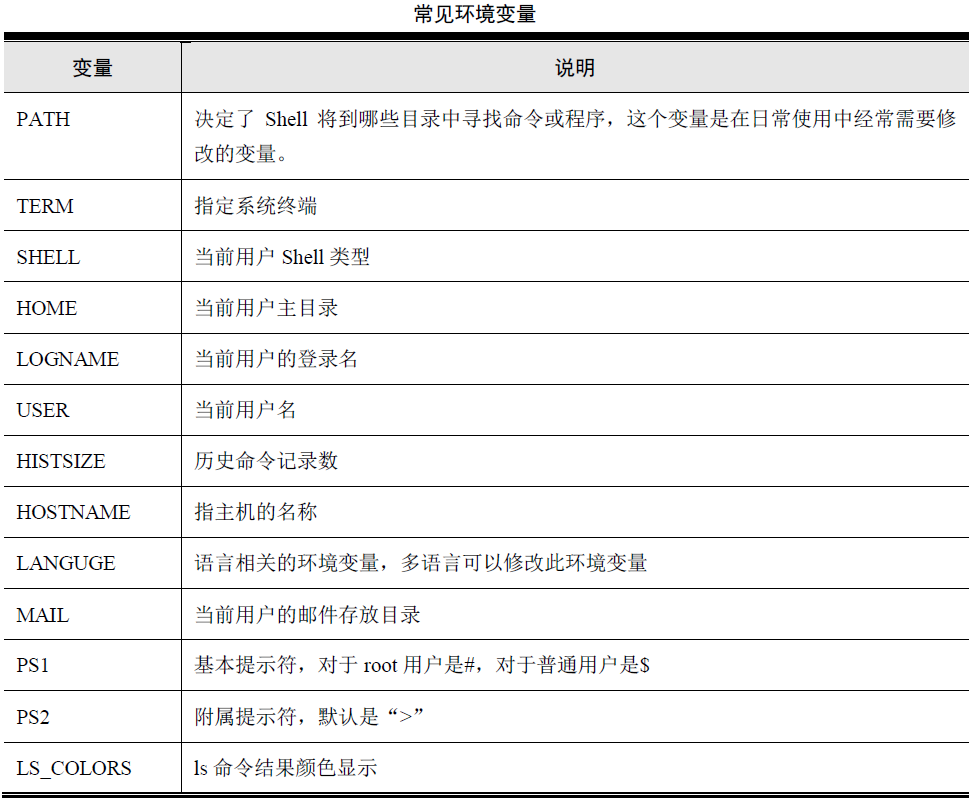 常见环境变量
变量 说明
PATH 决定了 Shell 将到哪些目录中寻找命令或程序，这个变量是在日常使用中经常需要修
改的变量。
TERM 指定系统终端
SHELL 当前用户 Shell 类型
HOME 当前用户主目录
LOGNAME 当前用户的登录名
USER 当前用户名
HISTSIZE 历史命令记录数
HOSTNAME 指主机的名称
LANGUGE 语言相关的环境变量，多语言可以修改此环境变量
MAIL 当前用户的邮件存放目录
PS1 基本提示符，对于 root 用户是#，对于普通用户是$
PS2 附属提示符，默认是“>”
LS_COLORS ls 命令结果颜色显示